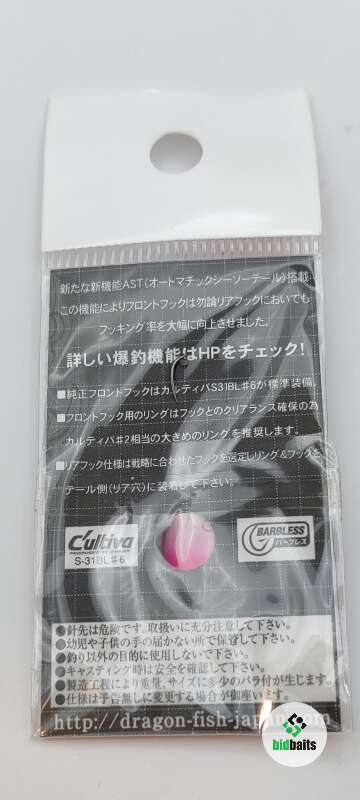 新たな新機能AST(オートマチックシーソーテール)搭載
この機能によりフロントフックは勿論リアフックにおいても
フッキング率を大幅に向上させました。
詳しい爆釣機能はHPをチェック!
■純正フロントフックはカルティバS31BL#6が標準装備。
■フロントフック用のリングはフックとのクリアランス確保の為
カルティバ#2相当の大きめのリングを推奨します。
■リアフック仕様は戦略に合わせたフックを選定しリング&フックを
テール側(リア穴)に装着して下さい。
C'ultiva
S-31BL#6
BARBLESS
バーブレス
●針先は危険です。取扱いに充分注意して下さい。
●幼児や子供の手の届かない所で保管して下さい。
●釣り以外の目的に使用しないで下さい。
●キャスティング時は安全を確認して下さい。
●製造工程により重量、サイズに多少のバラ付が生じます。
●仕様は予告無しに変更する場合が御座います。
http://dragon-fish-japan.com
bidbaits